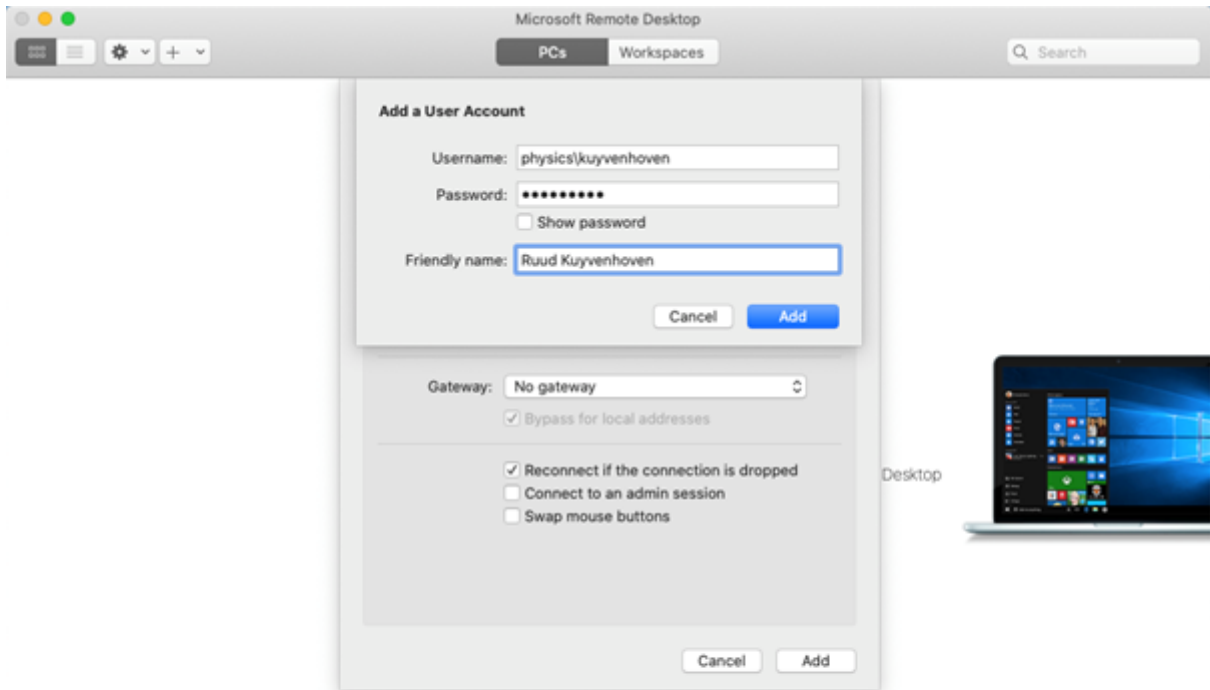 Microsoft Remote Desktop
PCs Workspaces Search
Add a User Account
Username: physics\kuyvenhoven
Password: •••••••••
Show password
Friendly name: Ruud Kuyvenhoven
Cancel Add
Gateway: No gateway
Bypass for local addresses
Reconnect if the connection is dropped
Desktop
Connect to an admin session
Swap mouse buttons
Cancel Add